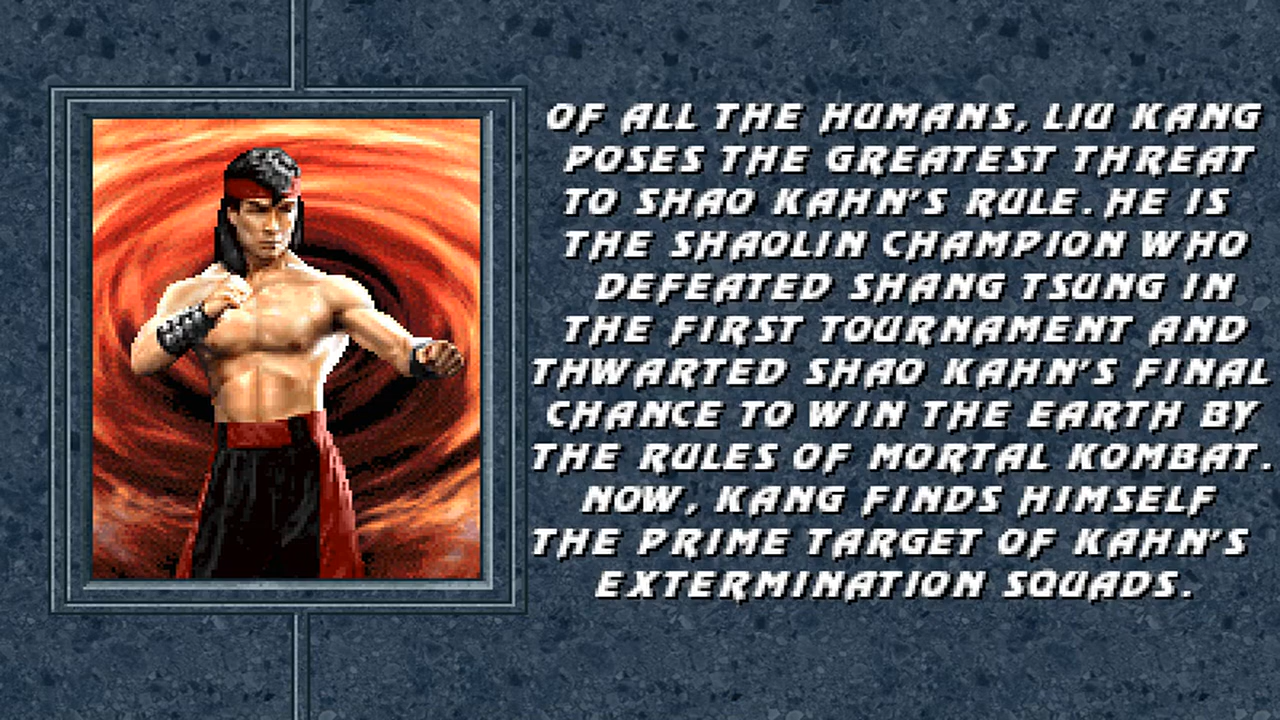 OF ALL THE HUMANS, LIU KANG
POSES THE GREATEST THREAT
TO SHAO KAHN'S RULE. HE IS
THE SHAOLIN CHAMPION WHO
DEFEATED SHANG TSUNG IN
THE FIRST TOURNAMENT AND
THWARTED SHAO KAHN'S FINAL
CHANCE TO WIN THE EARTH BY
THE RULES OF MORTAL KOMBAT.
NOW, KANG FINDS HIMSELF
THE PRIME TARGET OF KAHN'S
EXTERMINATION SQUADS.